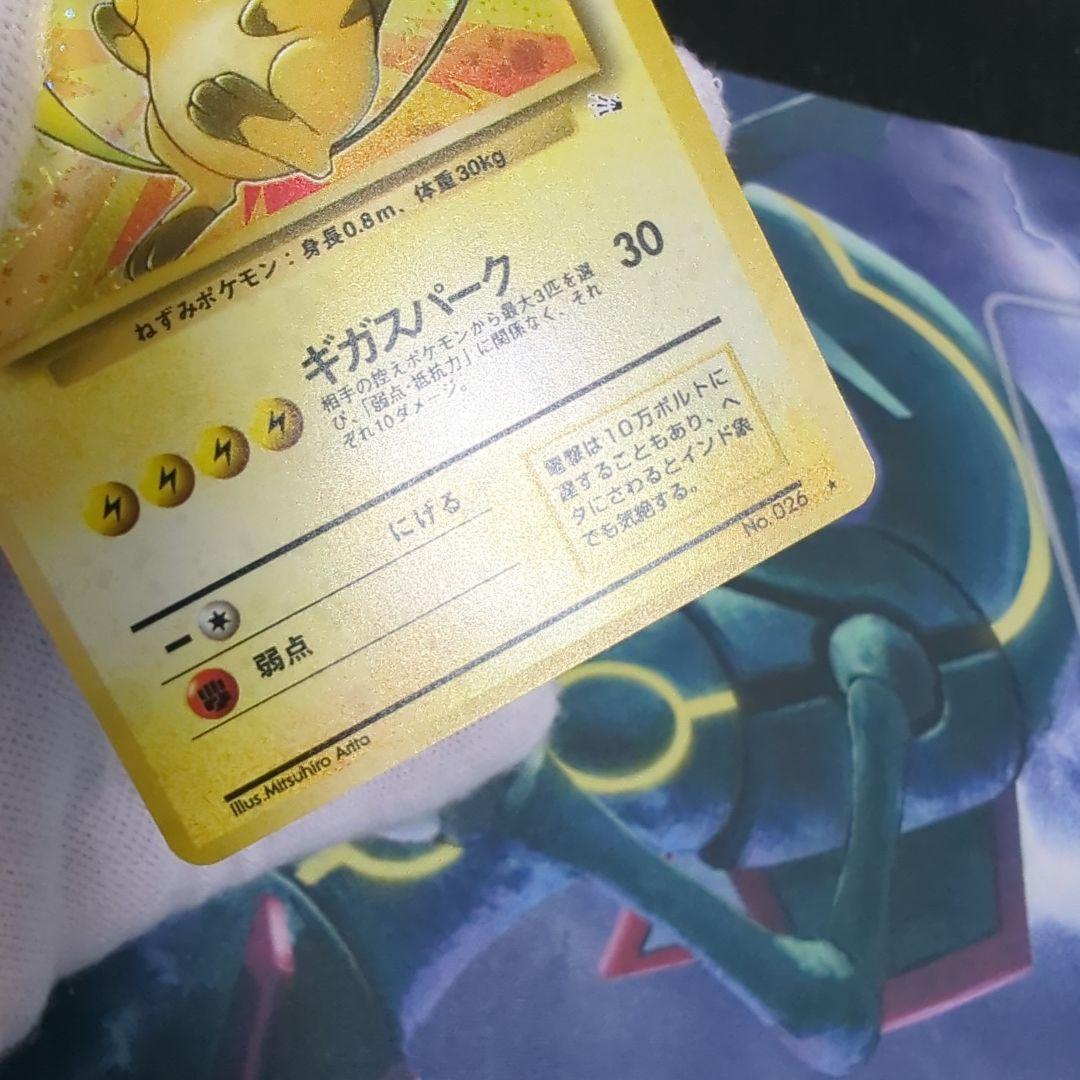 ねずみポケモン：身長0.8m、体重30kg
ギガスパーク 30
相手の控えポケモンから最大3匹を選
び、「弱点・抵抗力」に関係なく、それ
ぞれ10ダメージ。
にげる
弱点
電撃は10万ボルトに
達することもあり、ヘ
タにさわるとインド象
でも気絶する。
No.026 ★
Illus.Mitsuhiro Arita